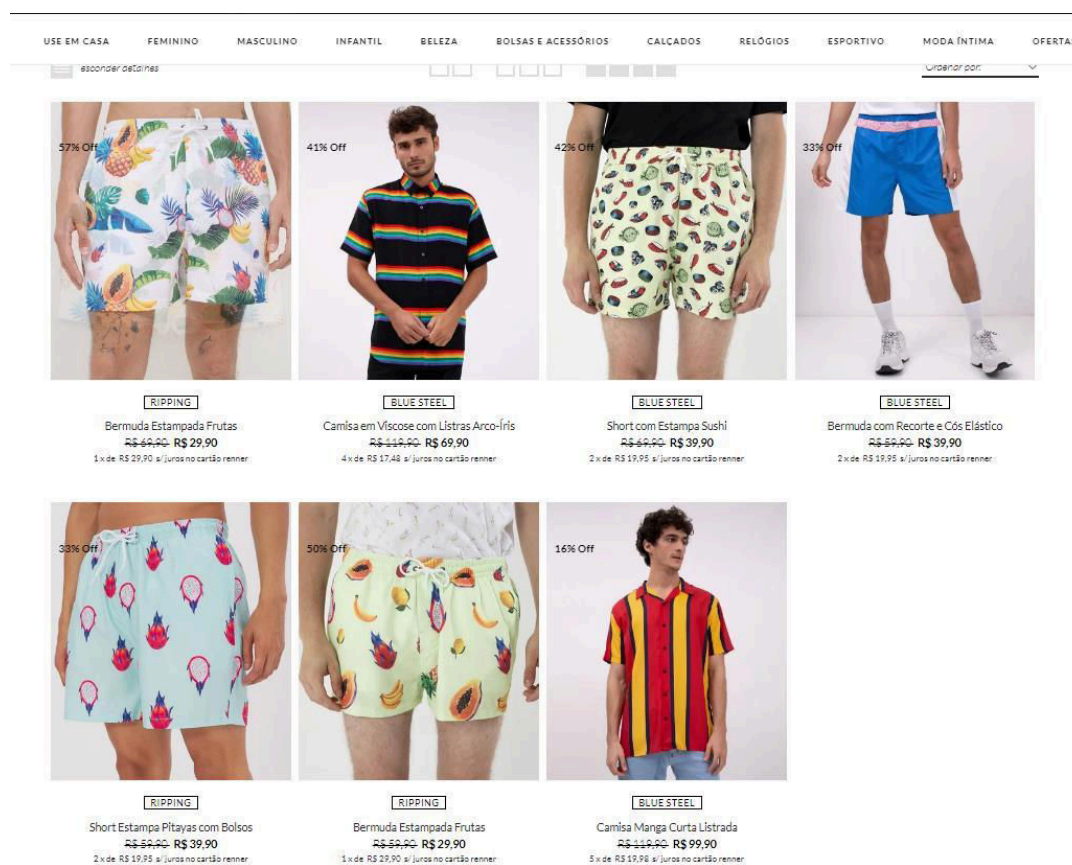 USE EM CASA FEMININO MASCULINO INFANTIL BELEZA BOLSAS E ACESSÓRIOS CALÇADOS RELÓGIOS ESPORTIVO MODA ÍNTIMA OFERTAS
esconder detalhes
Ordenar por:
57% Off
41% Off
42% Off
33% Off
RIPPING
Bermuda Estampada Frutas
R$ 69,90 R$ 29,90
1 x de R$ 29,90 s/ juros no cartão renner
BLUE STEEL
Camisa em Viscose com Listras Arco-Íris
R$ 119,90 R$ 69,90
4 x de R$ 17,48 s/ juros no cartão renner
BLUE STEEL
Short com Estampa Sushi
R$ 69,90 R$ 39,90
2 x de R$ 19,95 s/ juros no cartão renner
BLUE STEEL
Bermuda com Recorte e Cós Elástico
R$ 59,90 R$ 39,90
2 x de R$ 19,95 s/ juros no cartão renner
33% Off
50% Off
16% Off
RIPPING
Short Estampa Pitayas com Bolsos
R$ 59,90 R$ 39,90
2 x de R$ 19,95 s/ juros no cartão renner
RIPPING
Bermuda Estampada Frutas
R$ 59,90 R$ 29,90
1 x de R$ 29,90 s/ juros no cartão renner
BLUE STEEL
Camisa Manga Curta Listrada
R$ 119,90 R$ 99,90
5 x de R$ 19,98 s/ juros no cartão renner